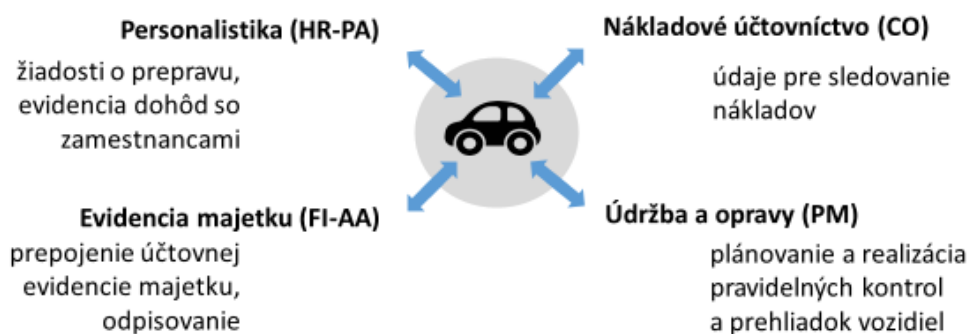 Personalistika (HR-PA)
žiadosti o prepravu,
evidencia dohôd so
zamestnancami
Nákladové účtovníctvo (CO)
údaje pre sledovanie
nákladov
Evidencia majetku (FI-AA)
prepojenie účtovnej
evidencie majetku,
odpisovanie
Údržba a opravy (PM)
plánovanie a realizácia
pravidelných kontrol
a prehliadok vozidiel